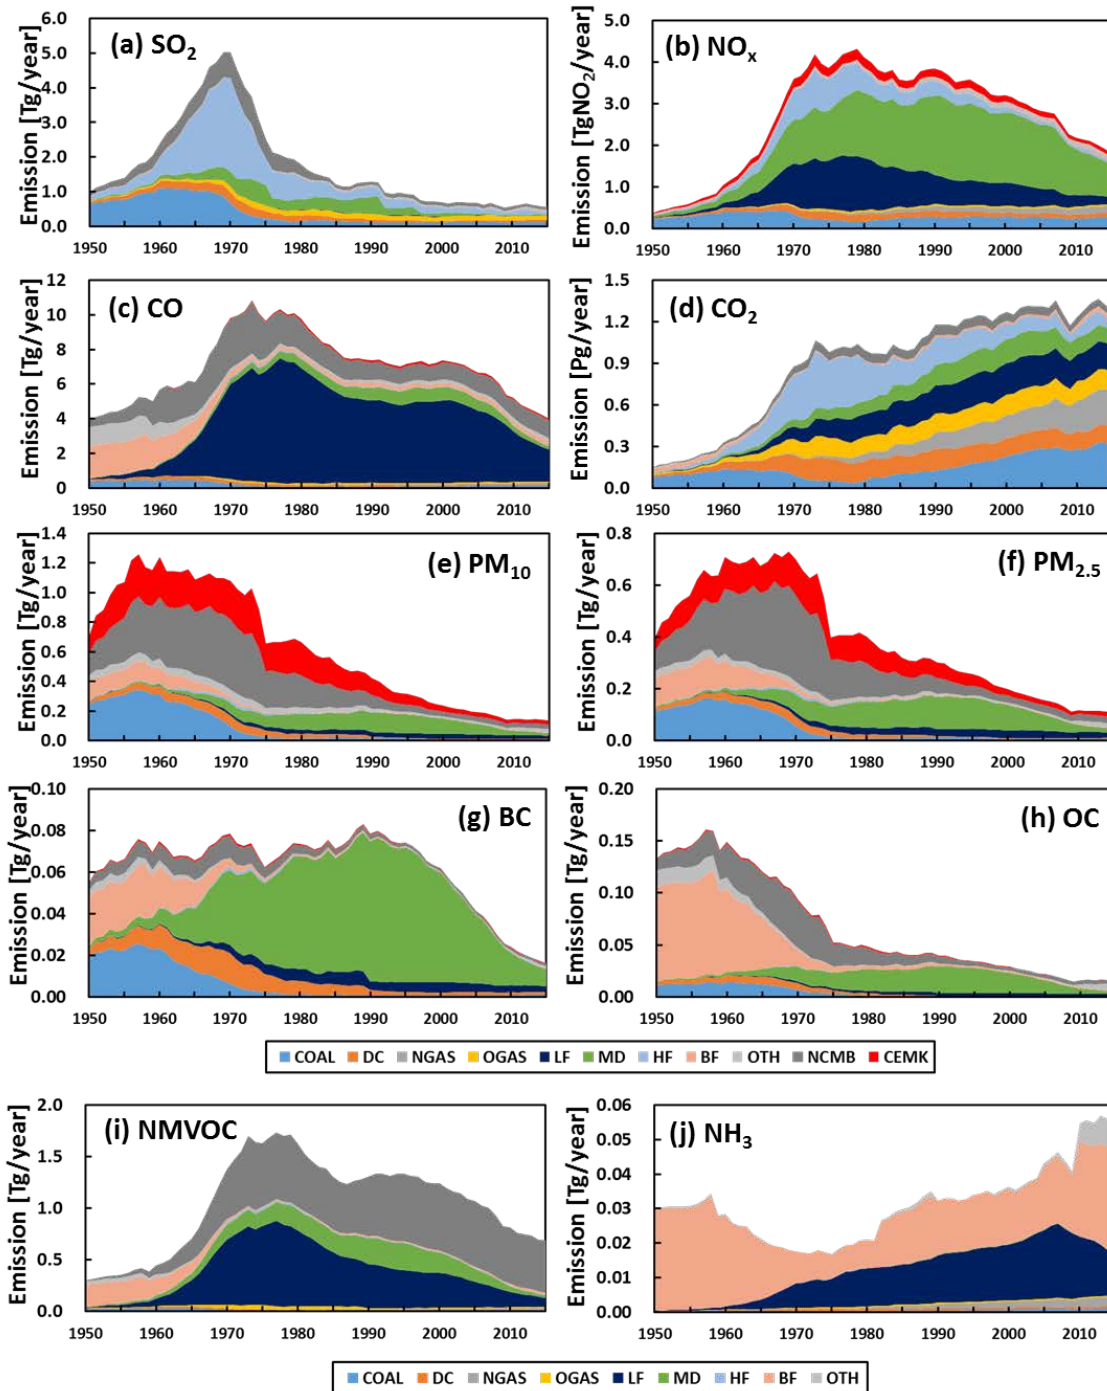 (a) SO2
Emission [Tg/year]
6.0
5.0
4.0
3.0
2.0
1.0
0.0
1950 1960 1970 1980 1990 2000 2010
(b) NOx
Emission [TgNO2/year]
5.0
4.0
3.0
2.0
1.0
0.0
1950 1960 1970 1980 1990 2000 2010
(c) CO
Emission [Tg/year]
12
10
8
6
4
2
0
1950 1960 1970 1980 1990 2000 2010
(d) CO2
Emission [Pg/year]
1.5
1.2
0.9
0.6
0.3
0.0
1950 1960 1970 1980 1990 2000 2010
(e) PM10
Emission [Tg/year]
1.4
1.2
1.0
0.8
0.6
0.4
0.2
0.0
1950 1960 1970 1980 1990 2000 2010
(f) PM2.5
Emission [Tg/year]
0.8
0.6
0.4
0.2
0.0
1950 1960 1970 1980 1990 2000 2010
(g) BC
Emission [Tg/year]
0.10
0.08
0.06
0.04
0.02
0.00
1950 1960 1970 1980 1990 2000 2010
(h) OC
Emission [Tg/year]
0.20
0.15
0.10
0.05
0.00
1950 1960 1970 1980 1990 2000 2010
COAL DC NGAS OGAS LF MD HF BF OTH NCMB CEMK
(i) NMVOC
Emission [Tg/year]
2.0
1.5
1.0
0.5
0.0
1950 1960 1970 1980 1990 2000 2010
(j) NH3
Emission [Tg/year]
0.06
0.05
0.04
0.03
0.02
0.01
0.00
1950 1960 1970 1980 1990 2000 2010
COAL DC NGAS OGAS LF MD HF BF OTH